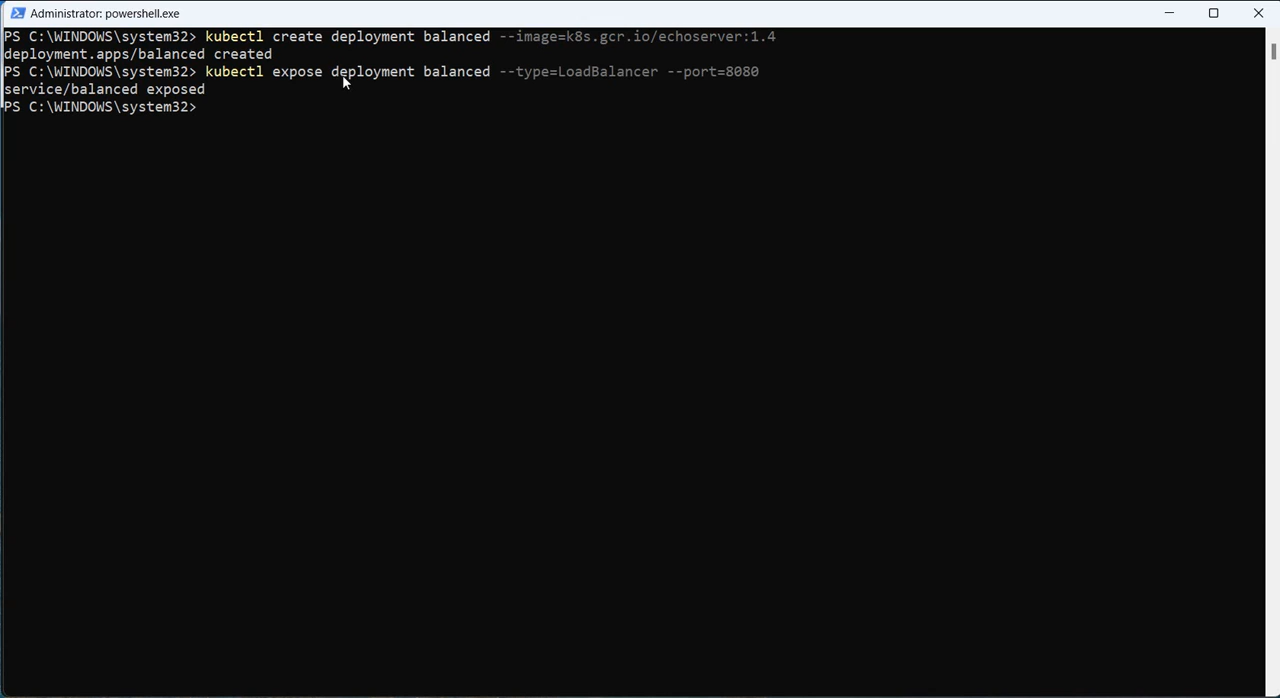 Administrator: powershell.exe
PS C:\WINDOWS\system32> kubectl create deployment balanced --image=k8s.gcr.io/echoserver:1.4
deployment.apps/balanced created
PS C:\WINDOWS\system32> kubectl expose deployment balanced --type=LoadBalancer --port=8080
service/balanced exposed
PS C:\WINDOWS\system32>